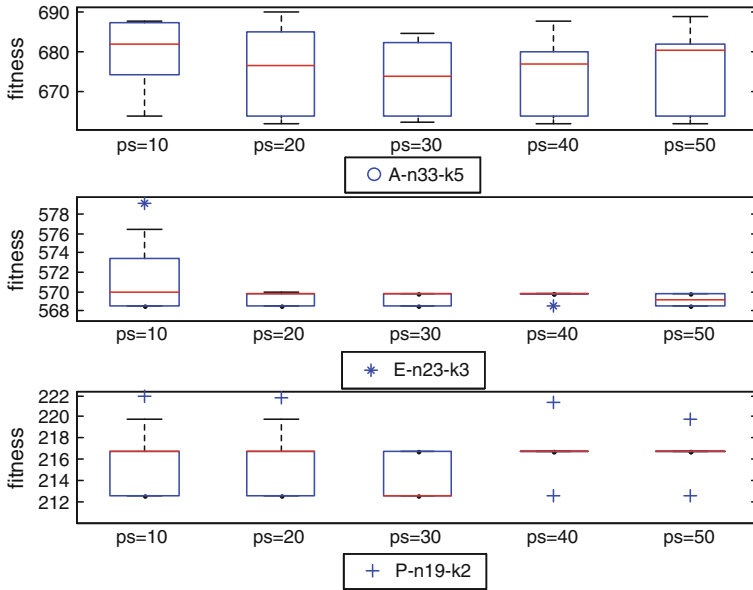 690
680
670
fitness
ps=10 ps=20 ps=30 ps=40 ps=50
A-n33-k5
578
576
574
572
570
568
fitness
ps=10 ps=20 ps=30 ps=40 ps=50
E-n23-k3
222
220
218
216
214
212
fitness
ps=10 ps=20 ps=30 ps=40 ps=50
P-n19-k2